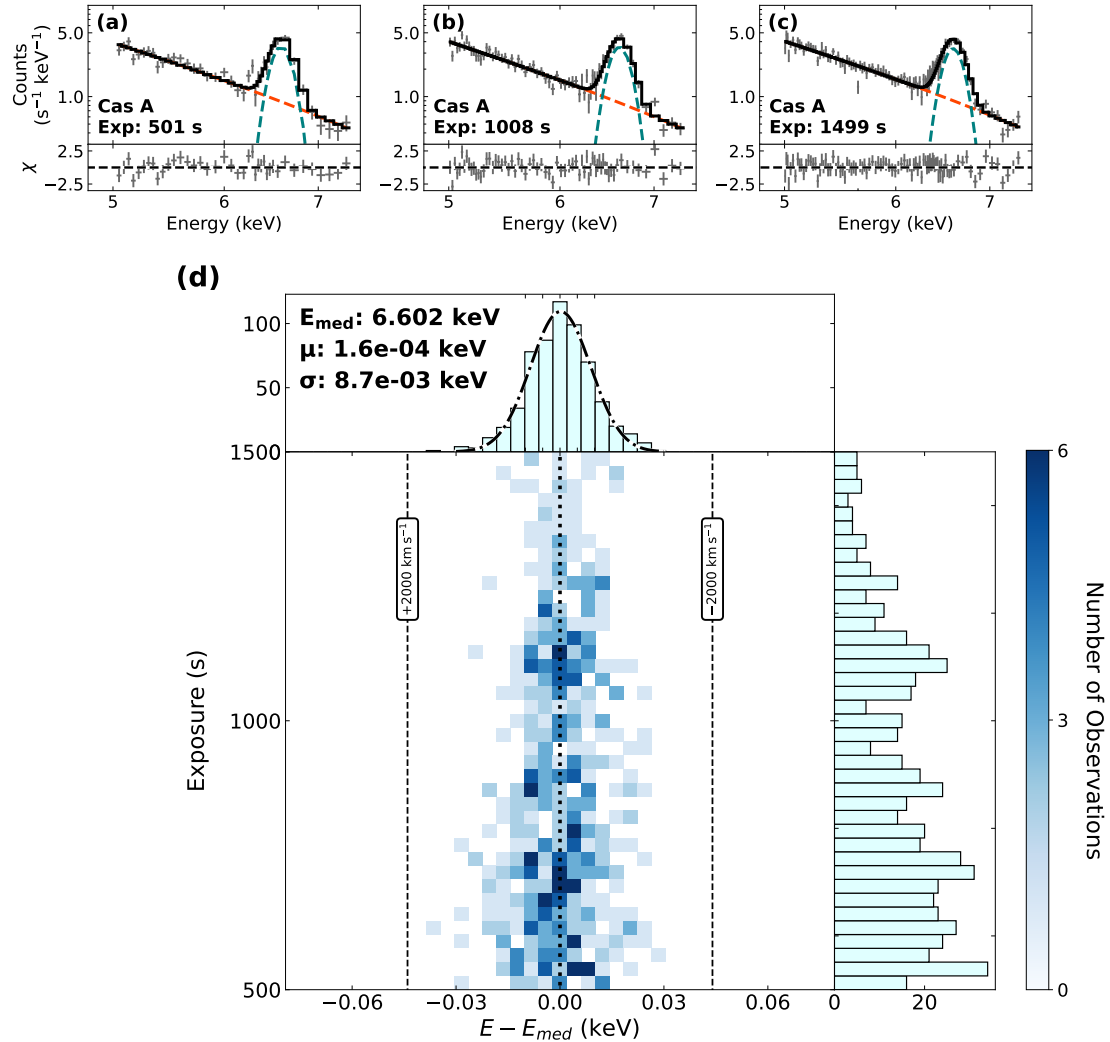 (a)
(b)
(c)
5.0
5.0
5.0
1.0
1.0
1.0
Counts
(s⁻¹ keV⁻¹)
Cas A
Exp: 501 s
Cas A
Exp: 1008 s
Cas A
Exp: 1499 s
2.5
−2.5
2.5
−2.5
2.5
−2.5
χ
5
6
7
5
6
7
5
6
7
Energy (keV)
Energy (keV)
Energy (keV)
(d)
E_med: 6.602 keV
μ: 1.6e-04 keV
σ: 8.7e-03 keV
100
50
1500
1000
500
Exposure (s)
+2000 km s⁻¹
−2000 km s⁻¹
−0.06
−0.03
0.00
0.03
0.06
E − E_med (keV)
0
20
6
3
0
Number of Observations